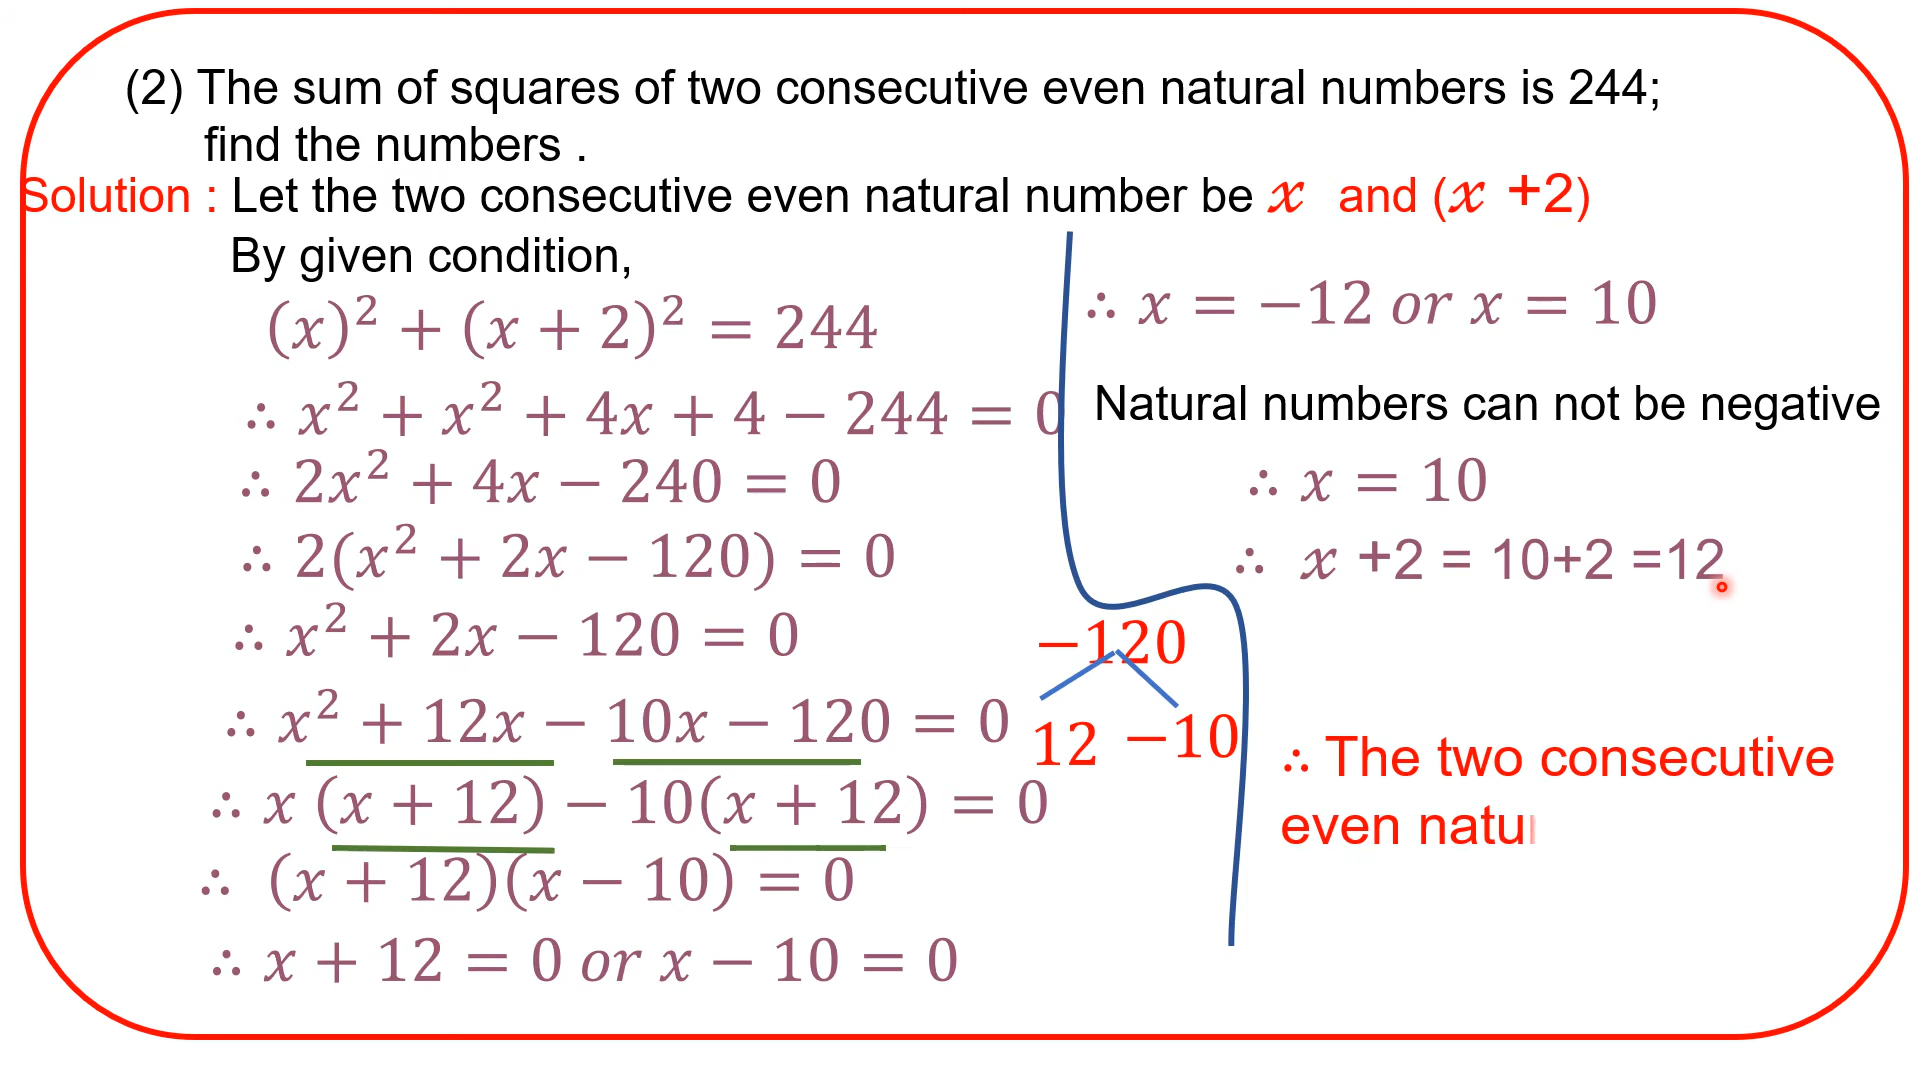 (2) The sum of squares of two consecutive even natural numbers is 244;
find the numbers .
Solution : Let the two consecutive even natural number be x and (x +2)
By given condition,
(x)² + (x + 2)² = 244
∴ x² + x² + 4x + 4 − 244 = 0
∴ 2x² + 4x − 240 = 0
∴ 2(x² + 2x − 120) = 0
∴ x² + 2x − 120 = 0
∴ x² + 12x − 10x − 120 = 0
∴ x (x + 12) − 10(x + 12) = 0
∴ (x + 12)(x − 10) = 0
∴ x + 12 = 0 or x − 10 = 0
−120
12 −10
∴ x = −12 or x = 10
Natural numbers can not be negative
∴ x = 10
∴ x +2 = 10+2 =12
∴ The two consecutive
even natu